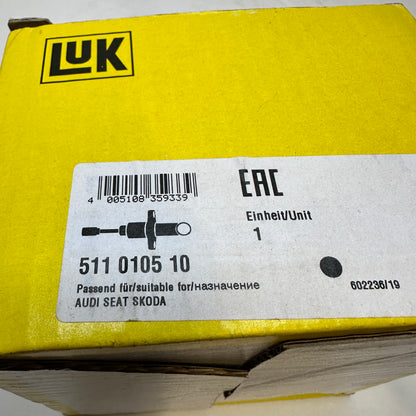 LUK
4 005108 359339
EAC
Einheit/Unit
1
511 0105 10
Passend für/suitable for/назначение
AUDI SEAT SKODA
602236/19